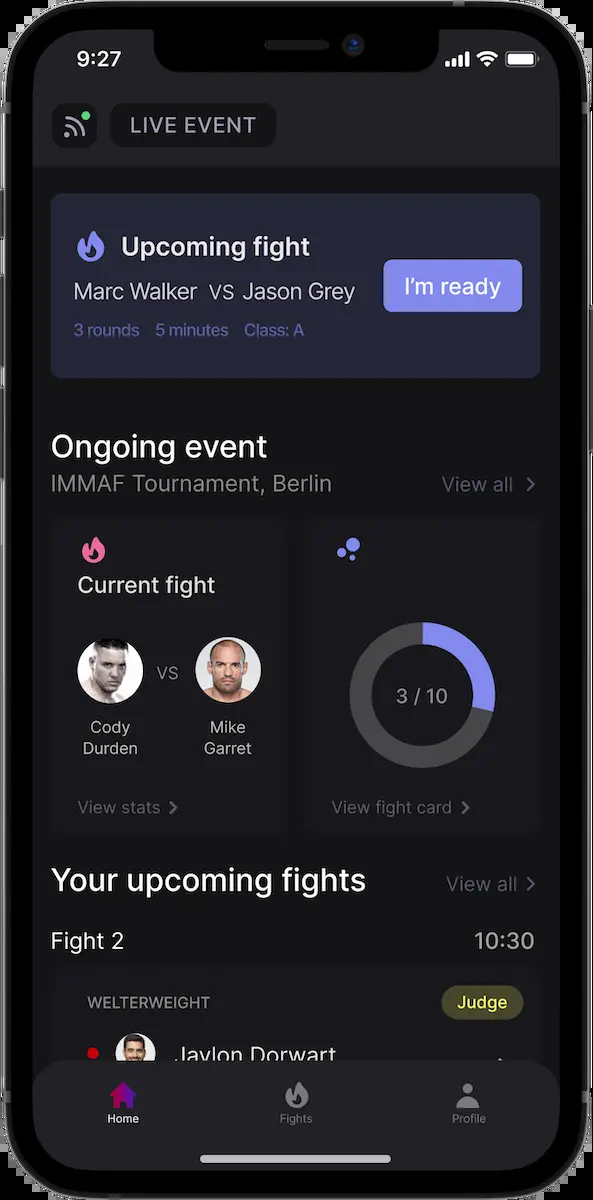 9:27
LIVE EVENT
Upcoming fight
Marc Walker VS Jason Grey
I'm ready
3 rounds 5 minutes Class: A
Ongoing event
IMMAF Tournament, Berlin
View all
Current fight
VS
3 / 10
Cody
Durden
Mike
Garret
View stats
View fight card
Your upcoming fights
View all
Fight 2
10:30
WELTERWEIGHT
Judge
Jaylon Dorwart
Home
Fights
Profile